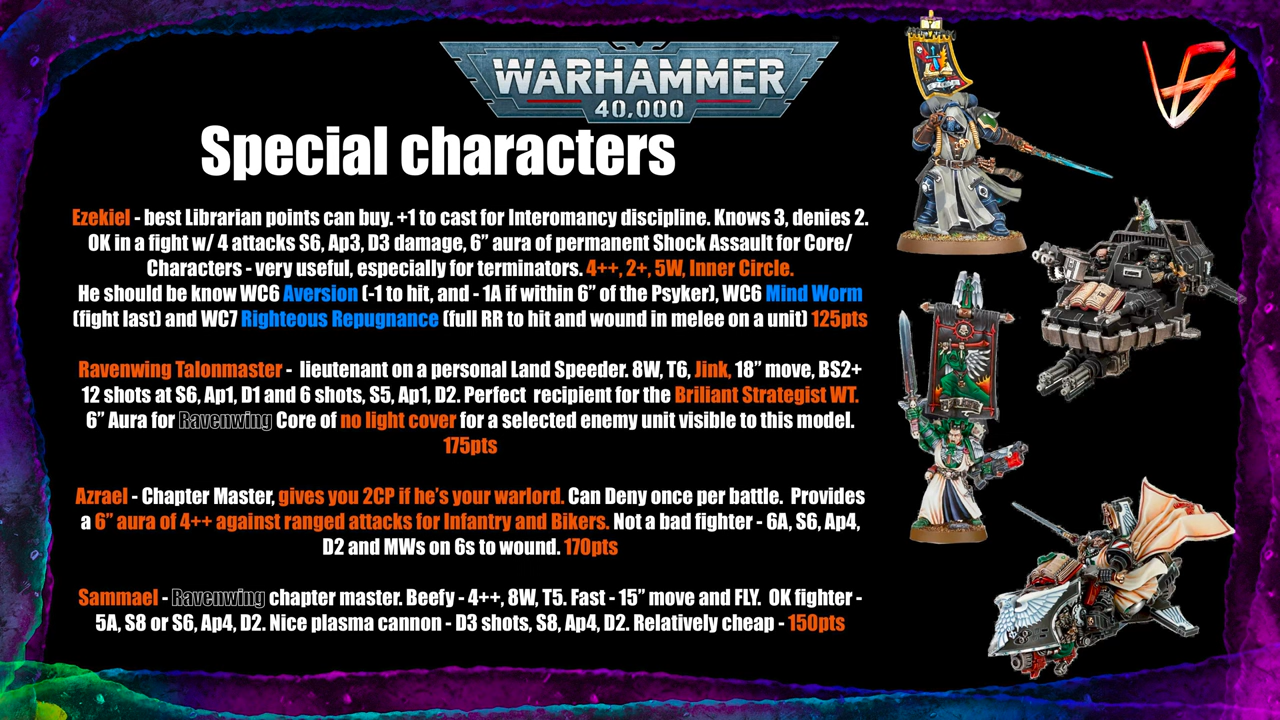 WARHAMMER
40,000
Special characters
Ezekiel - best Librarian points can buy. +1 to cast for Interomancy discipline. Knows 3, denies 2.
OK in a fight w/ 4 attacks S6, Ap3, D3 damage, 6” aura of permanent Shock Assault for Core/
Characters - very useful, especially for terminators. 4++, 2+, 5W, Inner Circle.
He should be know WC6 Aversion (-1 to hit, and - 1A if within 6” of the Psyker), WC6 Mind Worm
(fight last) and WC7 Righteous Repugnance (full RR to hit and wound in melee on a unit) 125pts
Ravenwing Talonmaster - lieutenant on a personal Land Speeder. 8W, T6, Jink, 18” move, BS2+
12 shots at S6, Ap1, D1 and 6 shots, S5, Ap1, D2. Perfect recipient for the Briliant Strategist WT.
6” Aura for Ravenwing Core of no light cover for a selected enemy unit visible to this model.
175pts
Azrael - Chapter Master, gives you 2CP if he’s your warlord. Can Deny once per battle. Provides
a 6” aura of 4++ against ranged attacks for Infantry and Bikers. Not a bad fighter - 6A, S6, Ap4,
D2 and MWs on 6s to wound. 170pts
Sammael - Ravenwing chapter master. Beefy - 4++, 8W, T5. Fast - 15” move and FLY. OK fighter -
5A, S8 or S6, Ap4, D2. Nice plasma cannon - D3 shots, S8, Ap4, D2. Relatively cheap - 150pts